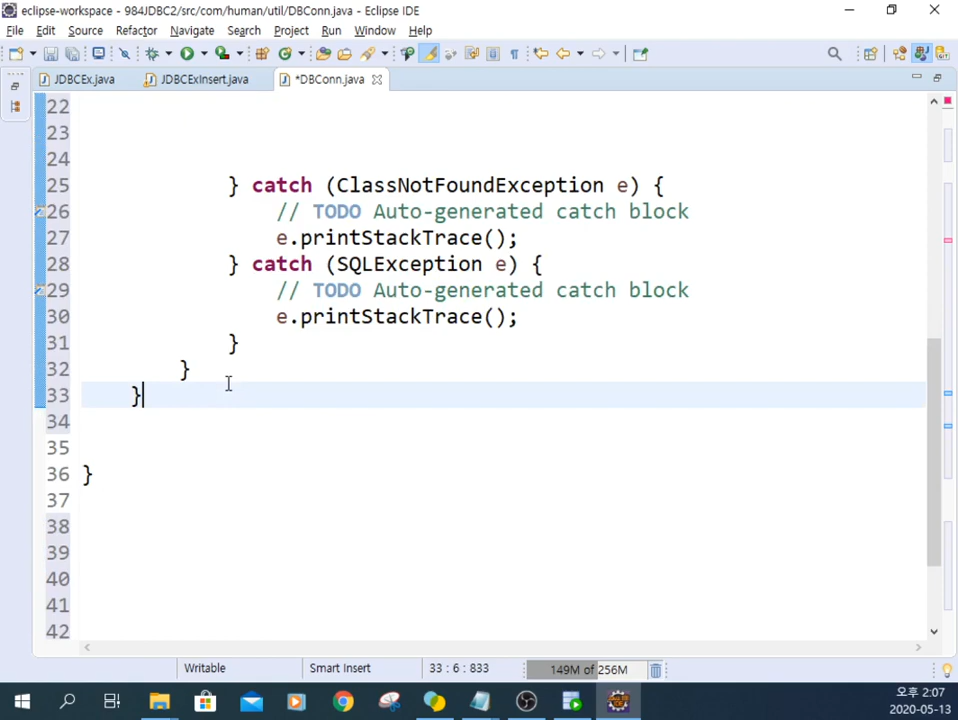 eclipse-workspace - 984JDBC2/src/com/human/util/DBConn.java - Eclipse IDE
File Edit Source Refactor Navigate Search Project Run Window Help
JDBCEx.java JDBCExInsert.java *DBConn.java
22
23
24
25 } catch (ClassNotFoundException e) {
26 // TODO Auto-generated catch block
27 e.printStackTrace();
28 } catch (SQLException e) {
29 // TODO Auto-generated catch block
30 e.printStackTrace();
31 }
32 }
33 }
34
35
36 }
37
38
39
40
41
42
Writable Smart Insert 33 : 6 : 833 149M of 256M
오후 2:07
2020-05-13